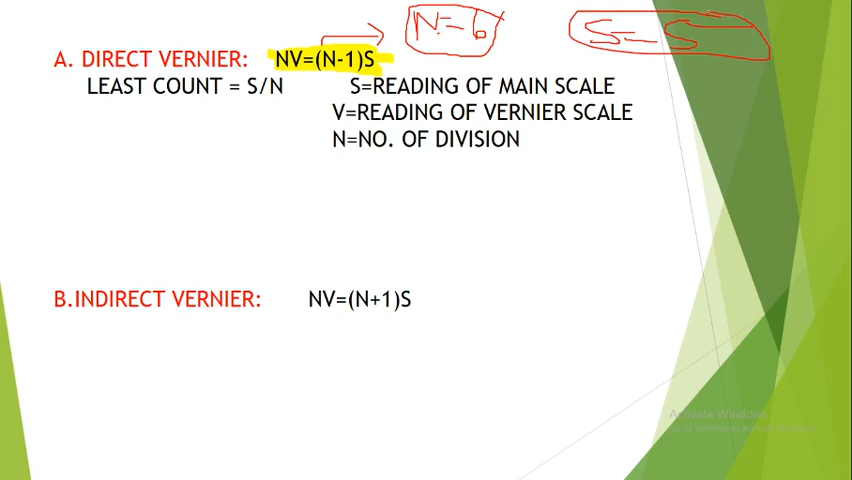 N=6
S=S
A. DIRECT VERNIER: NV=(N-1)S
LEAST COUNT = S/N S=READING OF MAIN SCALE
V=READING OF VERNIER SCALE
N=NO. OF DIVISION
B.INDIRECT VERNIER: NV=(N+1)S
Activate Windows